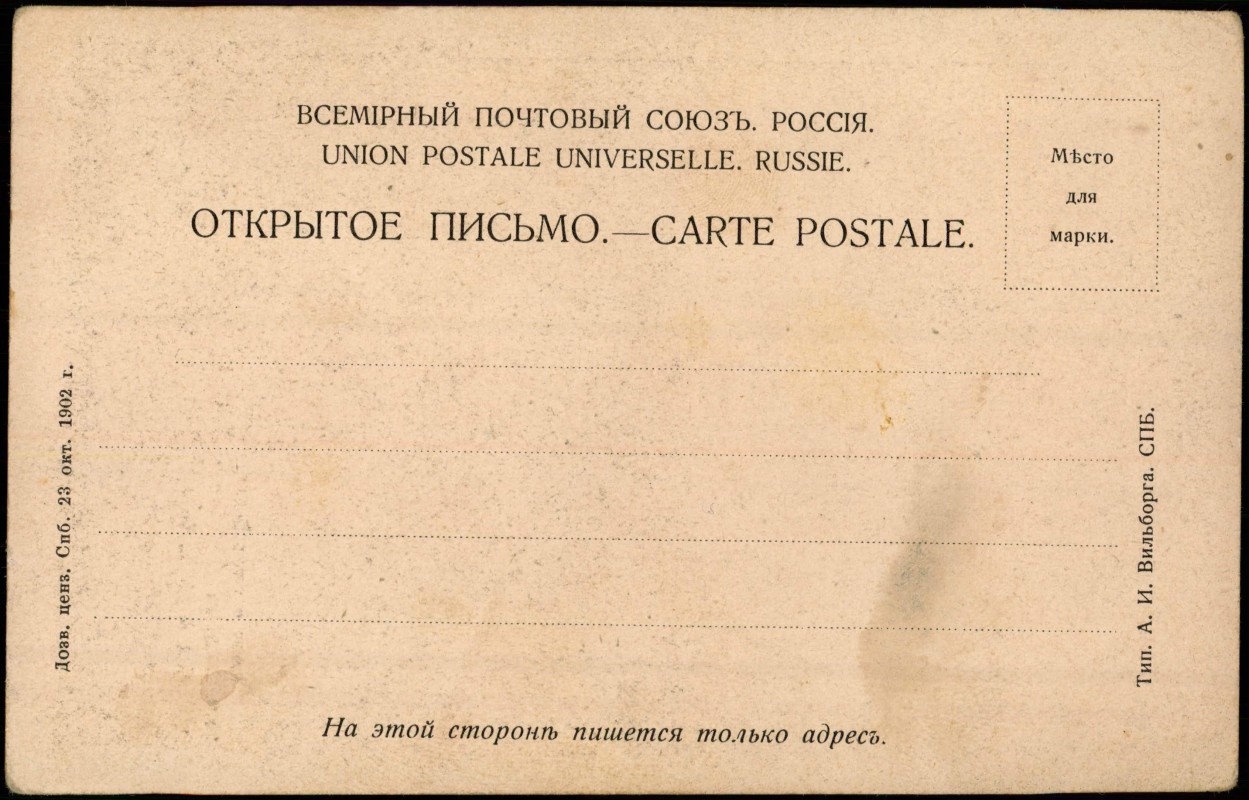 ВСЕМІРНЫЙ ПОЧТОВЫЙ СОЮЗЪ. РОССІЯ.
UNION POSTALE UNIVERSELLE. RUSSIE.
ОТКРЫТОЕ ПИСЬМО.—CARTE POSTALE.
Мѣсто
для
марки.
Дозв. ценз. Спб. 23 окт. 1902 г.
Тип. А. И. Вильборга. СПБ.
На этой сторонѣ пишется только адресъ.